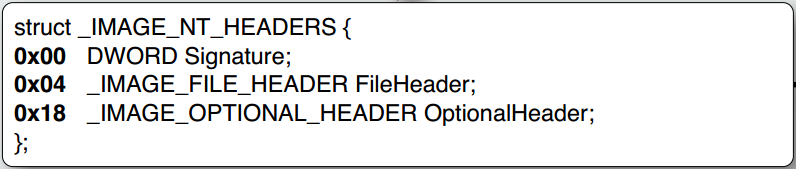 struct _IMAGE_NT_HEADERS {
0x00 DWORD Signature;
0x04 _IMAGE_FILE_HEADER FileHeader;
0x18 _IMAGE_OPTIONAL_HEADER OptionalHeader;
};